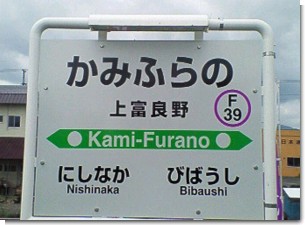 かみふらの
上富良野
F
39
Kami-Furano
にしなか びばうし
Nishinaka Bibaushi